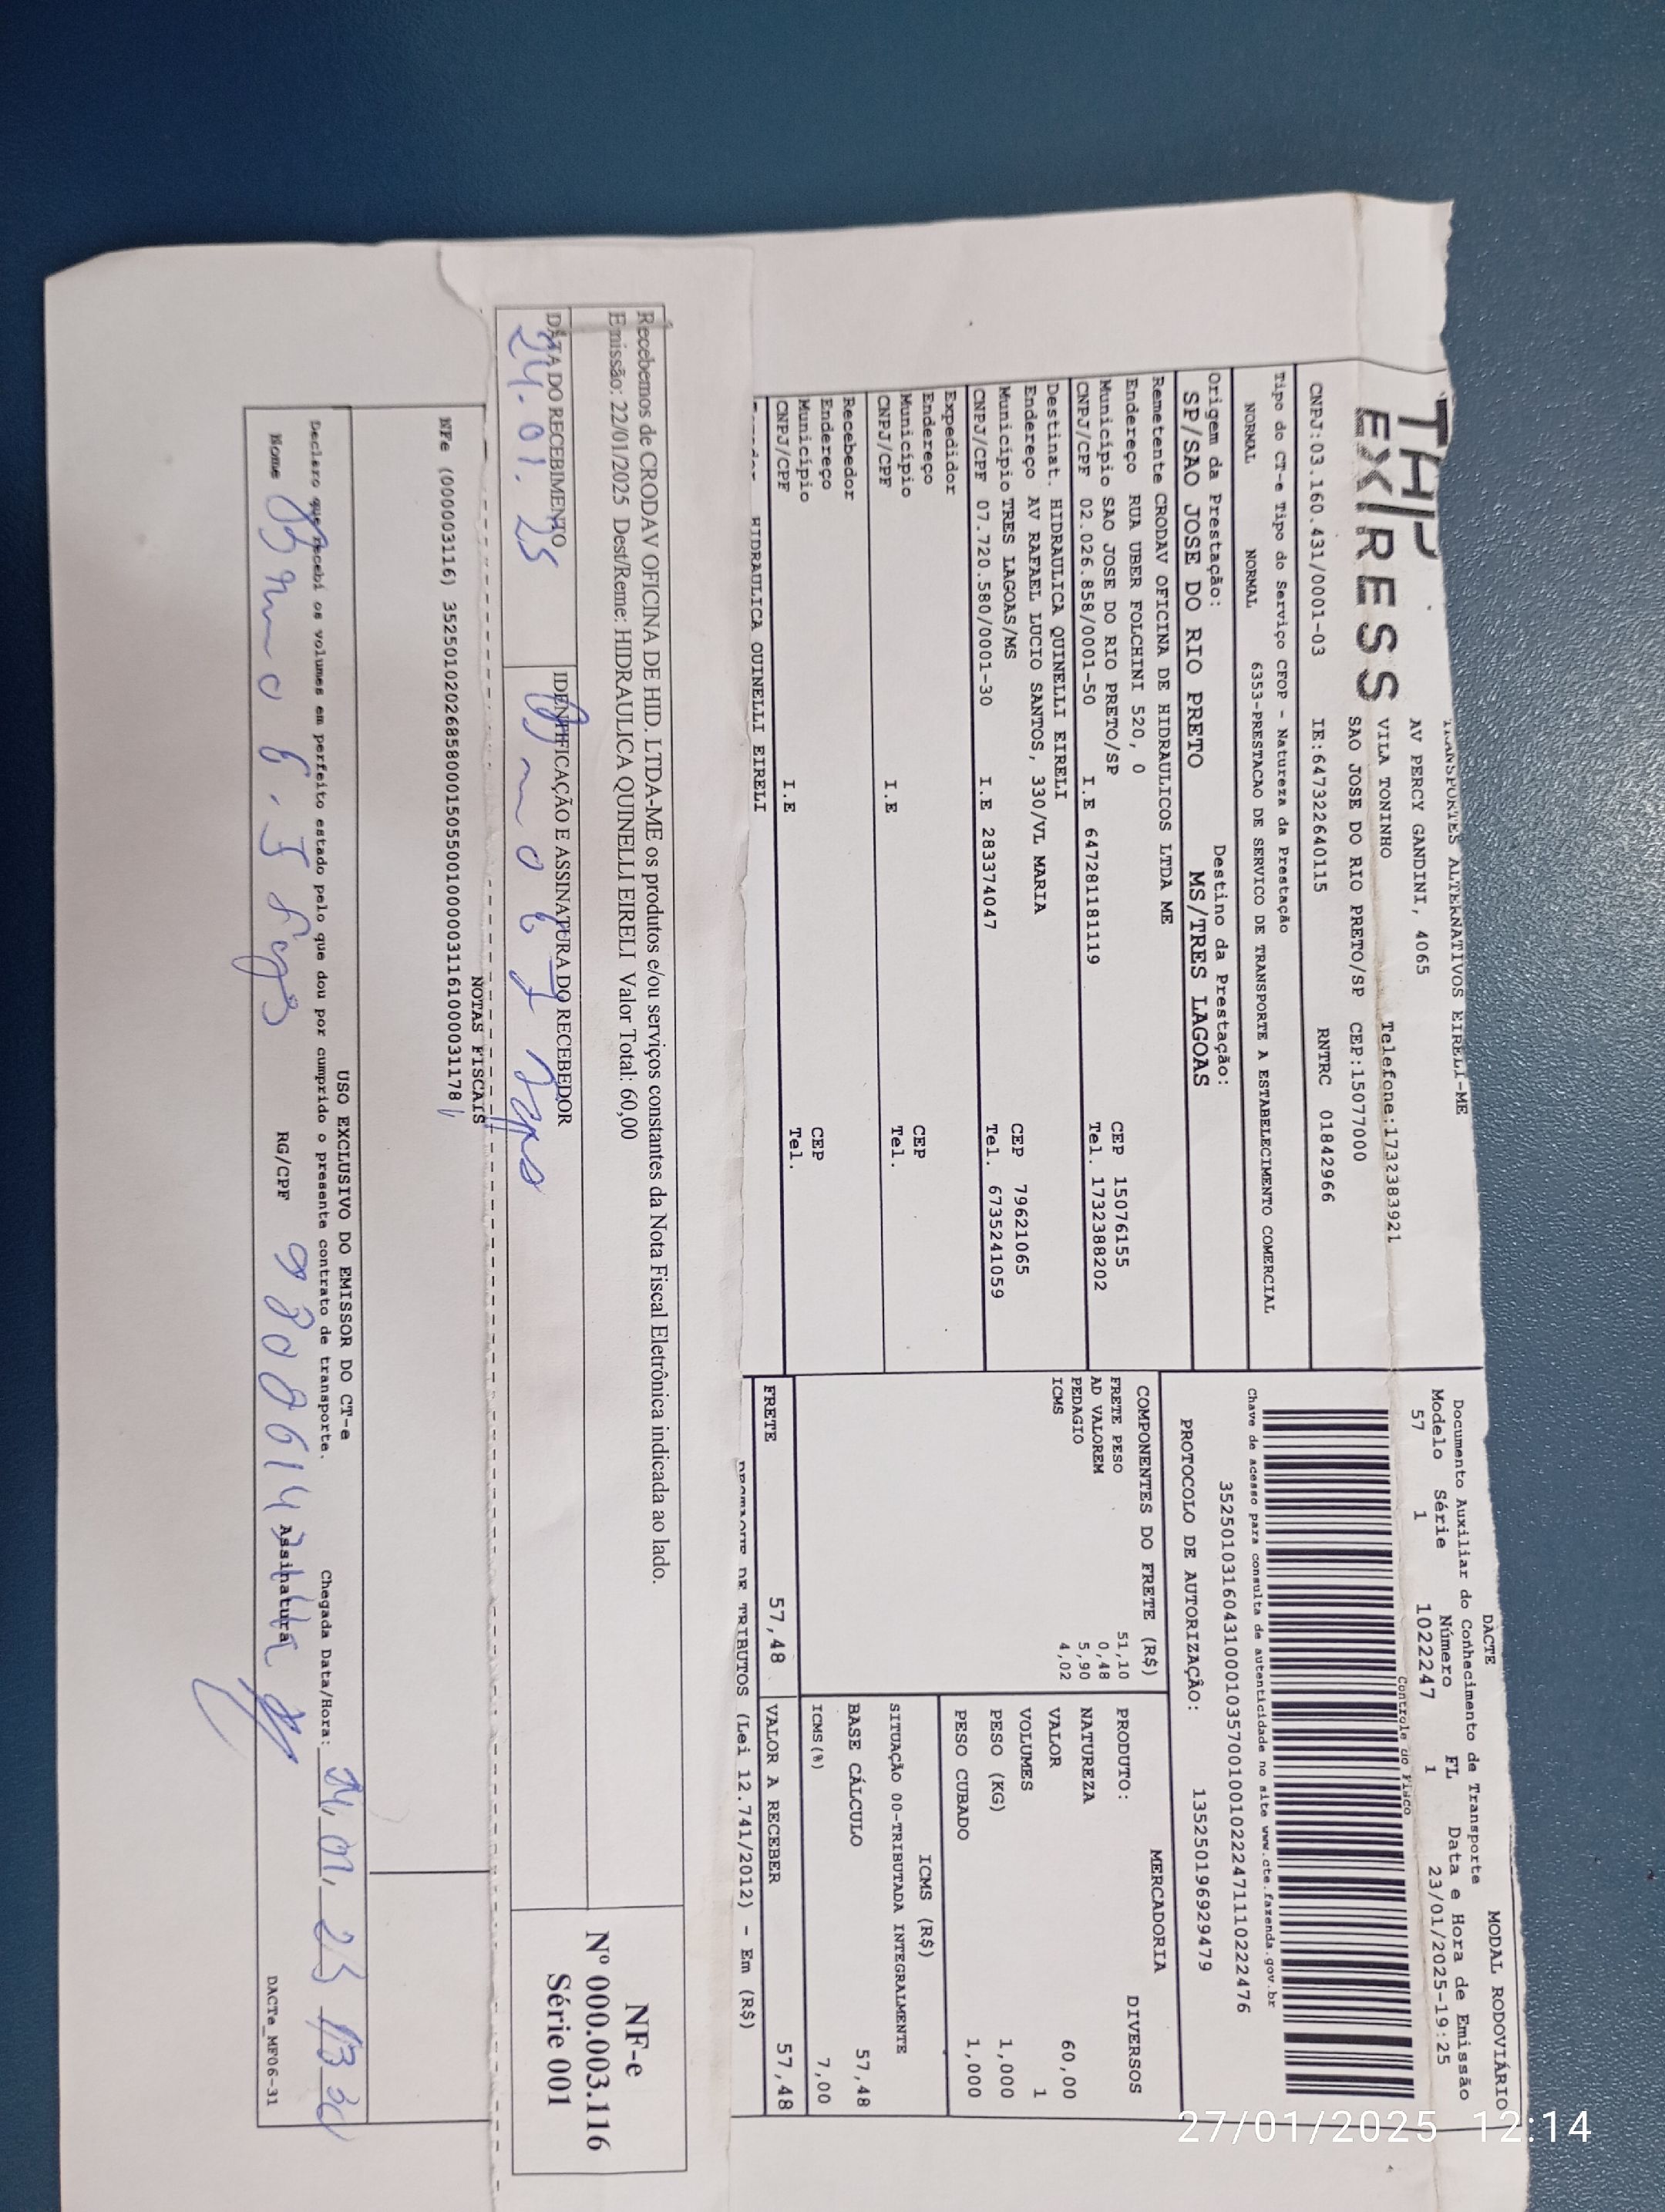 THP
EXPRESS
TRANSPORTES ALTERNATIVOS EIRELI-ME
AV PERCY GANDINI, 4065
VILA TONINHO Telefone:1732383921
SAO JOSE DO RIO PRETO/SP CEP:15077000
CNPJ:03.160.431/0001-03 IE:647322640115 RNTRC 01842966
Tipo do CT-e Tipo do Serviço CFOP - Natureza da Prestação
NORMAL NORMAL 6353-PRESTACAO DE SERVICO DE TRANSPORTE A ESTABELECIMENTO COMERCIAL
Origem da Prestação: Destino da Prestação:
SP/SAO JOSE DO RIO PRETO MS/TRES LAGOAS
Remetente CRODAV OFICINA DE HIDRAULICOS LTDA ME
Endereço RUA UBER FOLCHINI 520, 0 CEP 15076155
Município SAO JOSE DO RIO PRETO/SP Tel. 1732388202
CNPJ/CPF 02.026.858/0001-50 I.E 647281181119
Destinat. HIDRAULICA QUINELLI EIRELI
Endereço AV RAFAEL LUCIO SANTOS, 330/VL MARIA CEP 79621065
Município TRES LAGOAS/MS Tel. 6735241059
CNPJ/CPF 07.720.580/0001-30 I.E 283374047
Expedidor
Endereço CEP
Município Tel.
CNPJ/CPF I.E
Recebedor
Endereço CEP
Município Tel.
CNPJ/CPF I.E
HIDRAULICA QUINELLI EIRELI
DACTE MODAL RODOVIÁRIO
Documento Auxiliar do Conhecimento de Transporte
Modelo Série Número FL Data e Hora de Emissão
57 1 102247 1 23/01/2025-19:25
Controle do Fisco
Chave de acesso para consulta de autenticidade no site www.cte.fazenda.gov.br
35250103160431000103570010010222471110222476
PROTOCOLO DE AUTORIZAÇÃO: 135250196929479
COMPONENTES DO FRETE (R$)
FRETE PESO 51,10
AD VALOREM 0,48
PEDAGIO 5,90
ICMS 4,02
MERCADORIA
PRODUTO: DIVERSOS
NATUREZA
VALOR 60,00
VOLUMES 1
PESO (KG) 1,000
PESO CUBADO 1,000
ICMS (R$)
SITUAÇÃO 00-TRIBUTADA INTEGRALMENTE
BASE CÁLCULO 57,48
ICMS(%) 7,00
FRETE 57,48 VALOR A RECEBER 57,48
DE TRIBUTOS (Lei 12.741/2012) - Em (R$)
Recebemos de CRODAV OFICINA DE HID. LTDA-ME os produtos e/ou serviços constantes da Nota Fiscal Eletrônica indicada ao lado.
Emissão: 22/01/2025 Dest/Reme: HIDRAULICA QUINELLI EIRELI Valor Total: 60,00
DATA DO RECEBIMENTO IDENTIFICAÇÃO E ASSINATURA DO RECEBEDOR
24.01.25
NF-e
Nº 000.003.116
Série 001
NOTAS FISCAIS
NFe (000003116) 35250102026858000150550010000031161000031178
USO EXCLUSIVO DO EMISSOR DO CT-e
Declaro que recebi os volumes em perfeito estado pelo que dou por cumprido o presente contrato de transporte. Chegada Data/Hora: 24, 01, 25
Nome RG/CPF Assinatura
DACTe_MF06-31
27/01/2025 12:14